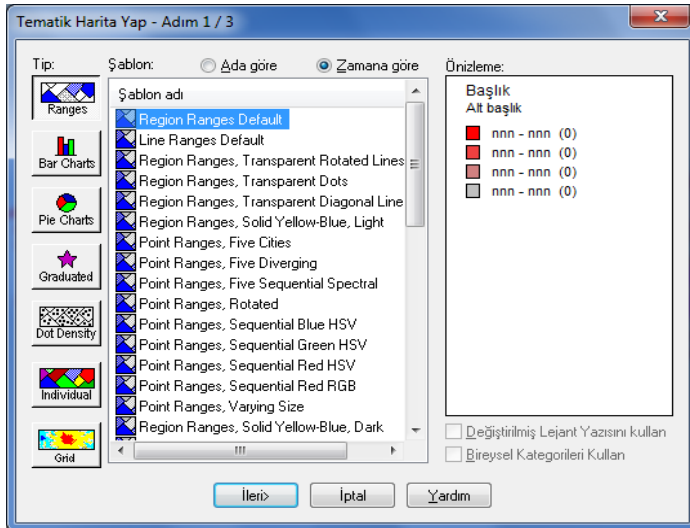 Tematik Harita Yap - Adım 1 / 3
Tip:
Ranges
Bar Charts
Pie Charts
Graduated
Dot Density
Individual
Grid
Şablon:
Ada göre
Zamana göre
Şablon adı
Region Ranges Default
Line Ranges Default
Region Ranges, Transparent Rotated Lines
Region Ranges, Transparent Dots
Region Ranges, Transparent Diagonal Line
Region Ranges, Solid Yellow-Blue, Light
Point Ranges, Five Cities
Point Ranges, Five Diverging
Point Ranges, Five Sequential Spectral
Point Ranges, Rotated
Point Ranges, Sequential Blue HSV
Point Ranges, Sequential Green HSV
Point Ranges, Sequential Red HSV
Point Ranges, Sequential Red RGB
Point Ranges, Varying Size
Region Ranges, Solid Yellow-Blue, Dark
Önizleme:
Başlık
Alt başlık
nnn - nnn (0)
nnn - nnn (0)
nnn - nnn (0)
nnn - nnn (0)
Değiştirilmiş Lejant Yazısını kullan
Bireysel Kategorileri Kullan
İleri>
İptal
Yardım